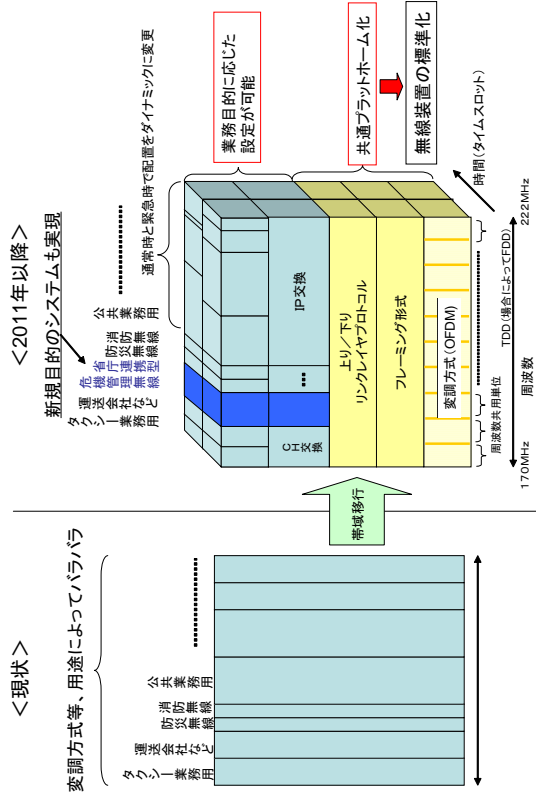 ＜現状＞
変調方式等、用途によってバラバラ
タクシー業務用
運送会社など
防災無線
消防無線
公共業務用
帯域移行
＜2011年以降＞
新規目的のシステムも実現
タクシー業務用
運送会社など
危機管理無線
省庁連携型
防災無線
消防無線
公共業務用
通常時と緊急時で配置をダイナミックに変更
CH交換
IP交換
上り／下り
リンクレイヤプロトコル
フレーミング形式
変調方式（OFDM）
周波数共用単位
TDD（場合によってFDD）
170MHz
周波数
222MHz
時間（タイムスロット）
業務目的に応じた
設定が可能
共通プラットホーム化
無線装置の標準化